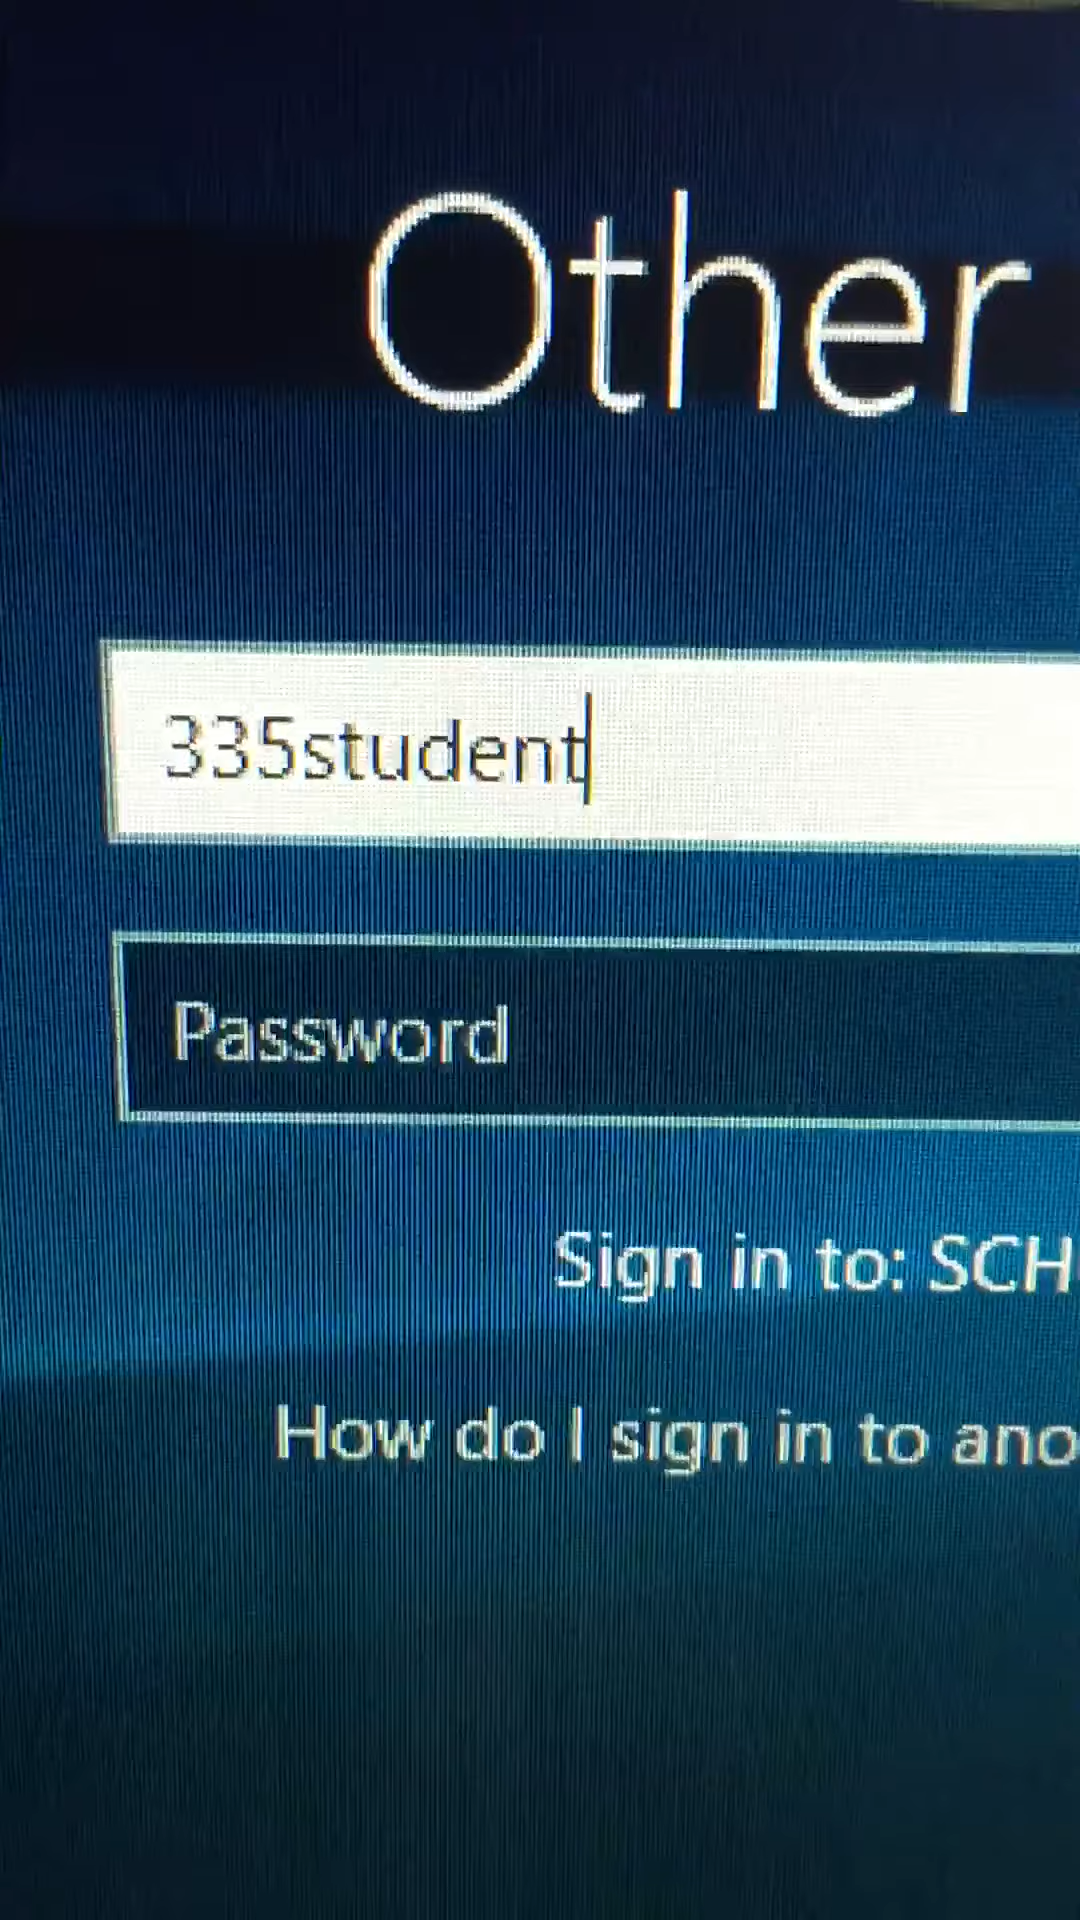 Other
335student
Password
Sign in to: SCH
How do I sign in to ano